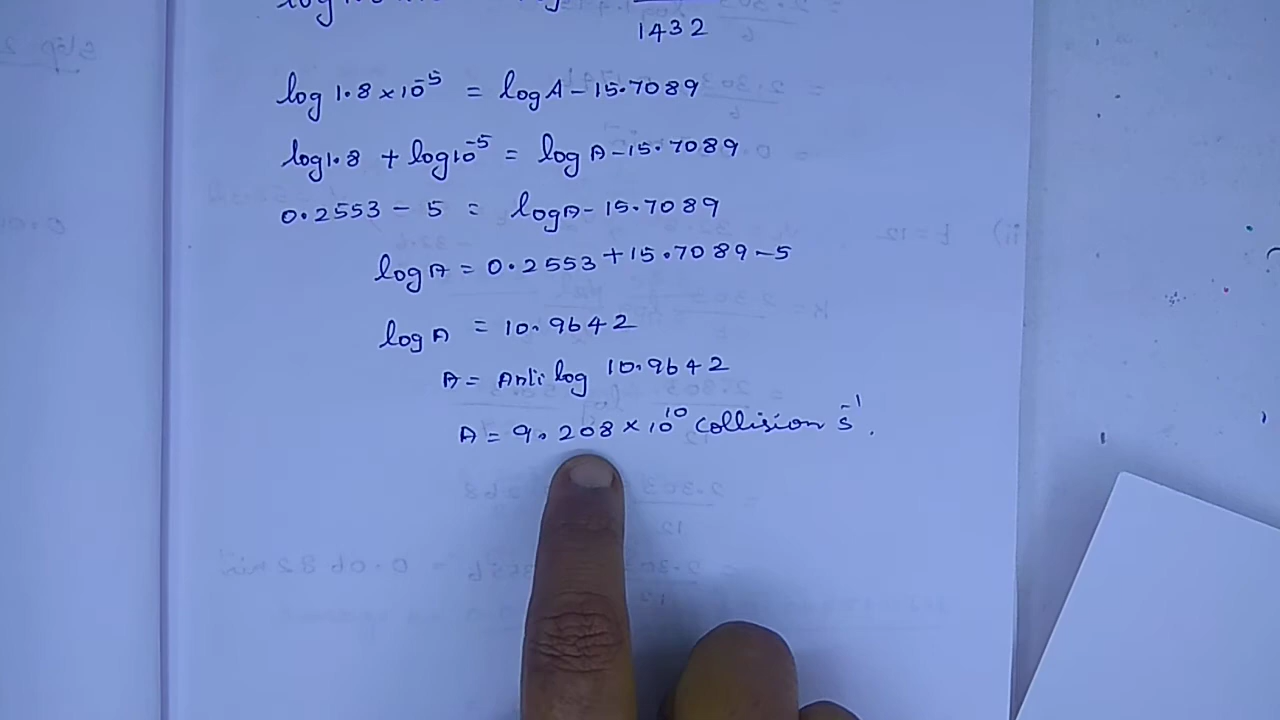 1432
log 1.8 × 10⁻⁵ = log A - 15.7089
log 1.8 + log 10⁻⁵ = log A - 15.7089
0.2553 - 5 = log A - 15.7089
log A = 0.2553 + 15.7089 - 5
log A = 10.9642
A = Anti log 10.9642
A = 9.208 × 10¹⁰ collision s⁻¹.